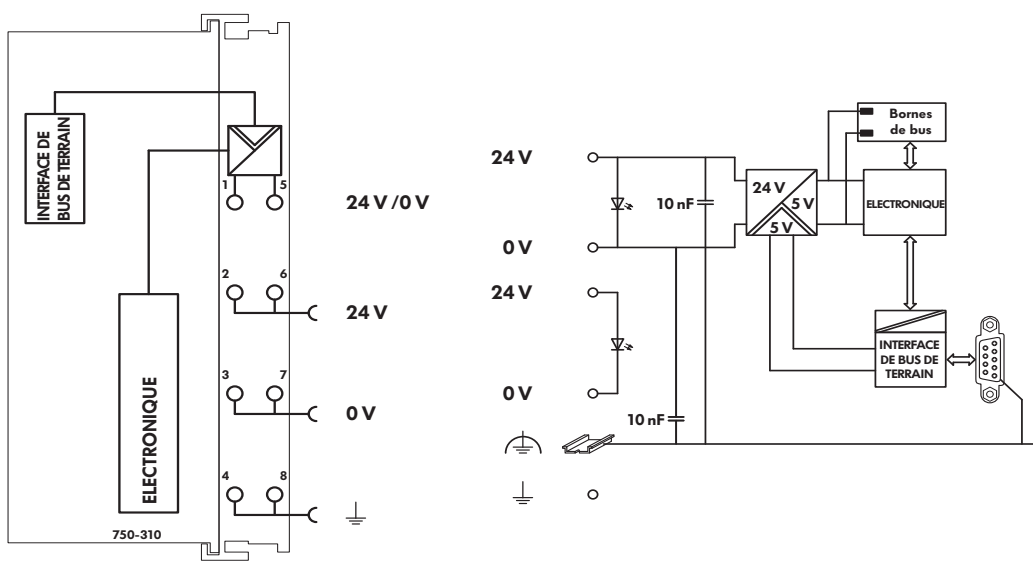 INTERFACE DE
BUS DE TERRAIN
1
5
24 V /0 V
2
6
24 V
ELECTRONIQUE
3
7
0 V
4
8
750-310
24 V
0 V
24 V
0 V
10 nF
10 nF
24 V
5 V
5 V
Bornes
de bus
ELECTRONIQUE
INTERFACE
DE BUS DE
TERRAIN